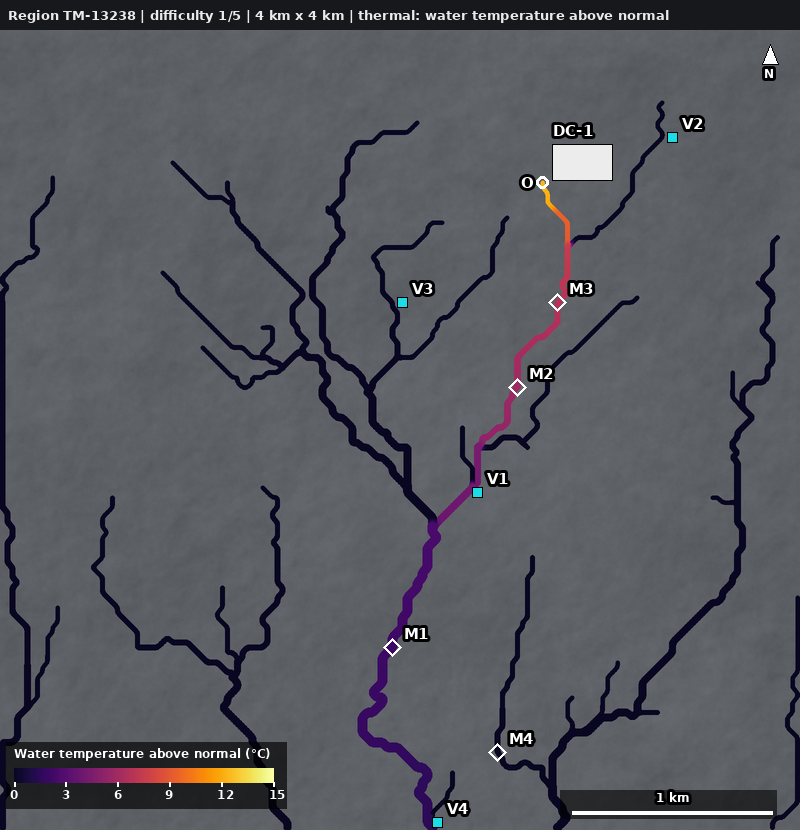 Region TM-13238 | difficulty 1/5 | 4 km x 4 km | thermal: water temperature above normal
N
V2
DC-1
O
V3
M3
M2
V1
M1
M4
V4
Water temperature above normal (°C)
0 3 6 9 12 15
1 km